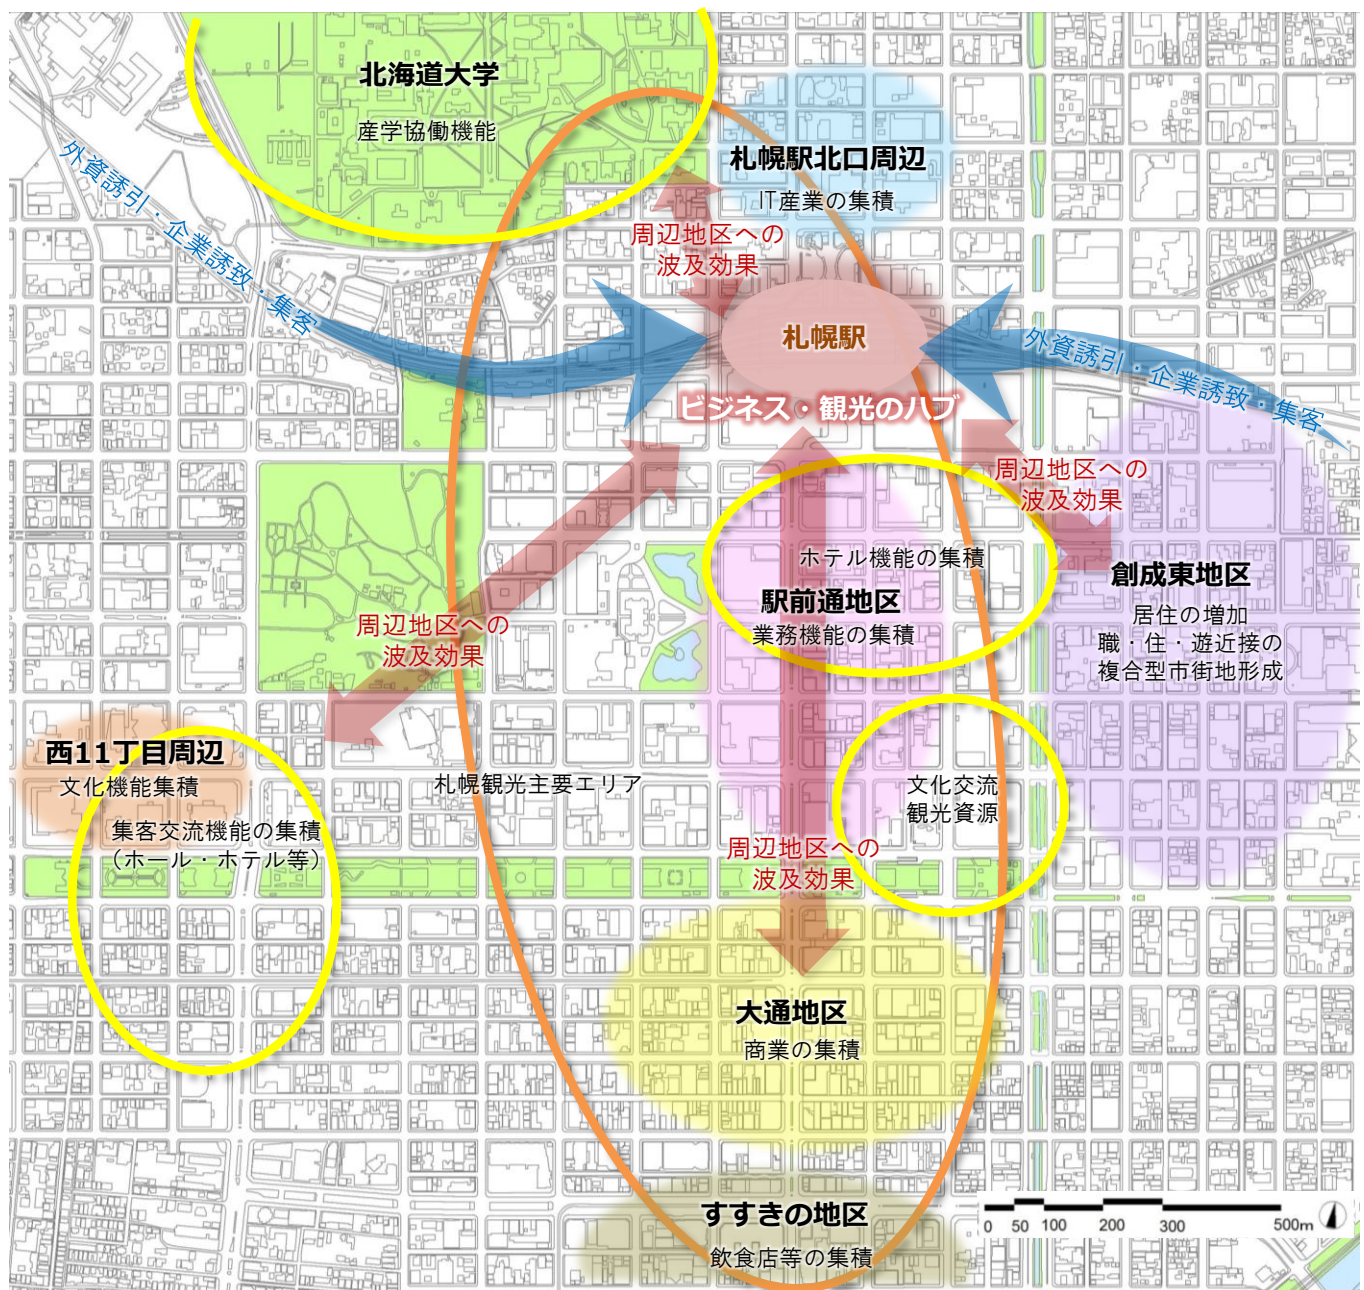 北海道大学
産学協働機能
札幌駅北口周辺
IT産業の集積
外資誘引・企業誘致・集客
周辺地区への
波及効果
札幌駅
ビジネス・観光のハブ
外資誘引・企業誘致・集客
周辺地区への
波及効果
ホテル機能の集積
駅前通地区
業務機能の集積
創成東地区
居住の増加
職・住・遊近接の
複合型市街地形成
周辺地区への
波及効果
西11丁目周辺
文化機能集積
集客交流機能の集積
（ホール・ホテル等）
札幌観光主要エリア
文化交流
観光資源
周辺地区への
波及効果
大通地区
商業の集積
すすきの地区
飲食店等の集積
0 50 100 200 300 500m